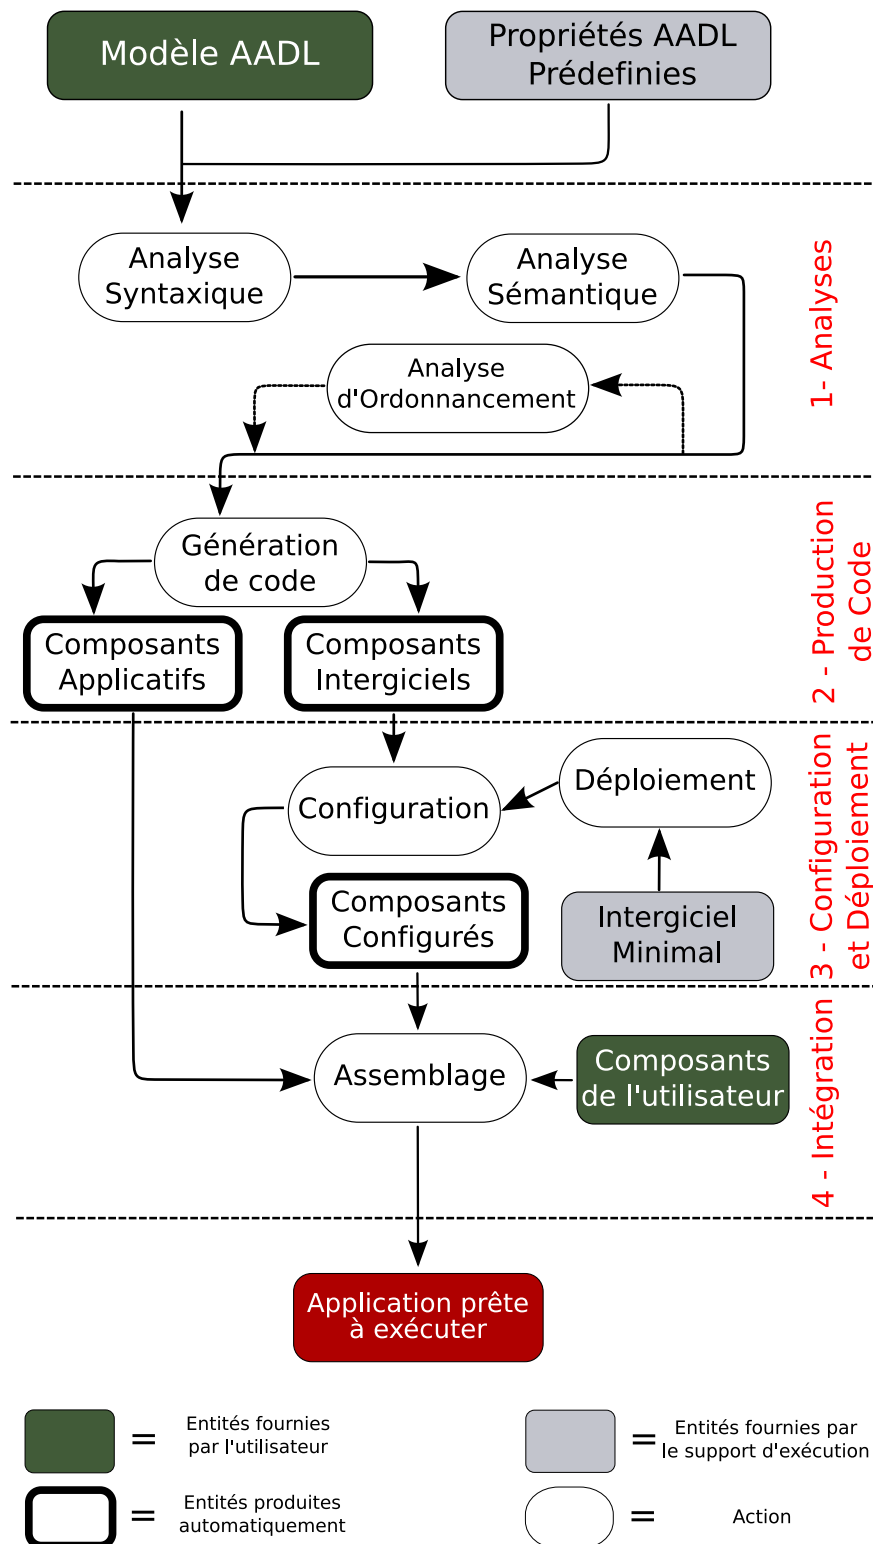 Modèle AADL
Propriétés AADL
Prédefinies
Analyse
Syntaxique
Analyse
Sémantique
Analyse
d'Ordonnancement
1- Analyses
Génération
de code
Composants
Applicatifs
Composants
Intergiciels
2 - Production
de Code
Configuration
Déploiement
Composants
Configurés
Intergiciel
Minimal
3 - Configuration
et Déploiement
Assemblage
Composants
de l'utilisateur
4 - Intégration
Application prête
à exécuter
=
Entités fournies
par l'utilisateur
=
Entités fournies par
le support d'exécution
=
Entités produites
automatiquement
=
Action